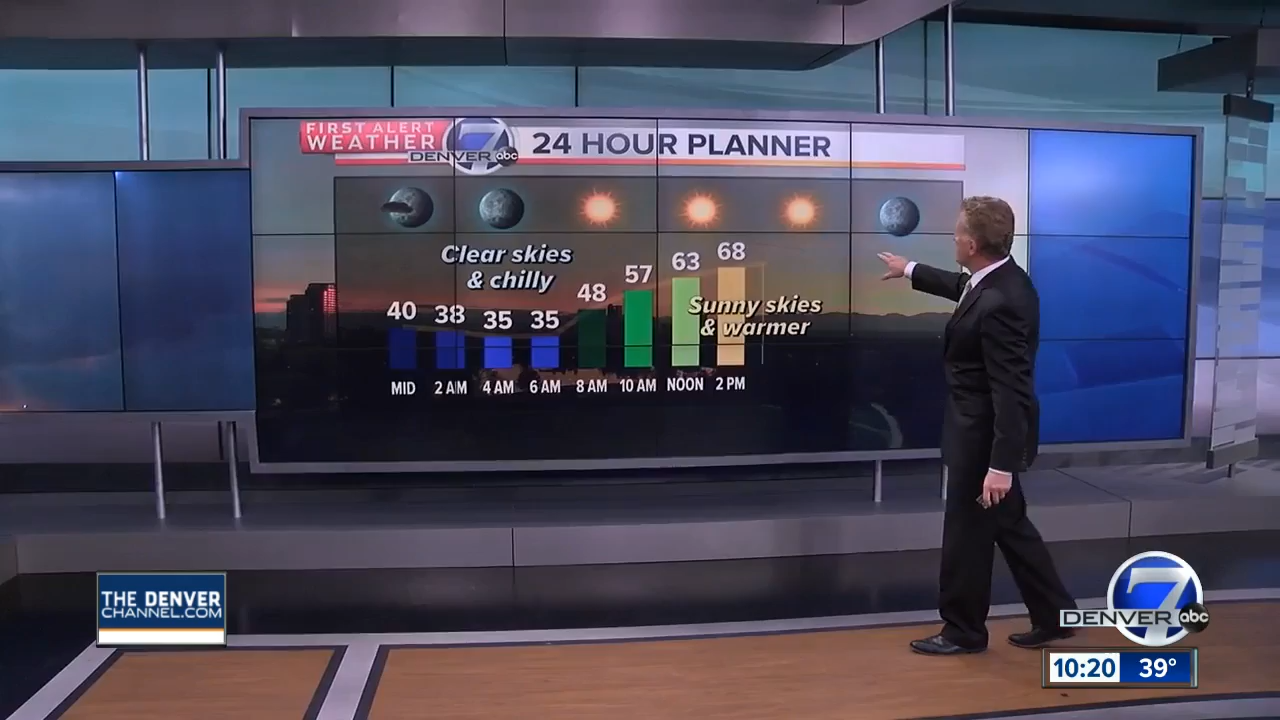 FIRST ALERT
WEATHER
7
DENVER abc
24 HOUR PLANNER
Clear skies
& chilly
40 38 35 35 48 57 63 68
Sunny skies
& warmer
MID 2 AM 4 AM 6 AM 8 AM 10 AM NOON 2 PM
THE DENVER
CHANNEL.COM
7
DENVER abc
10:20 39°